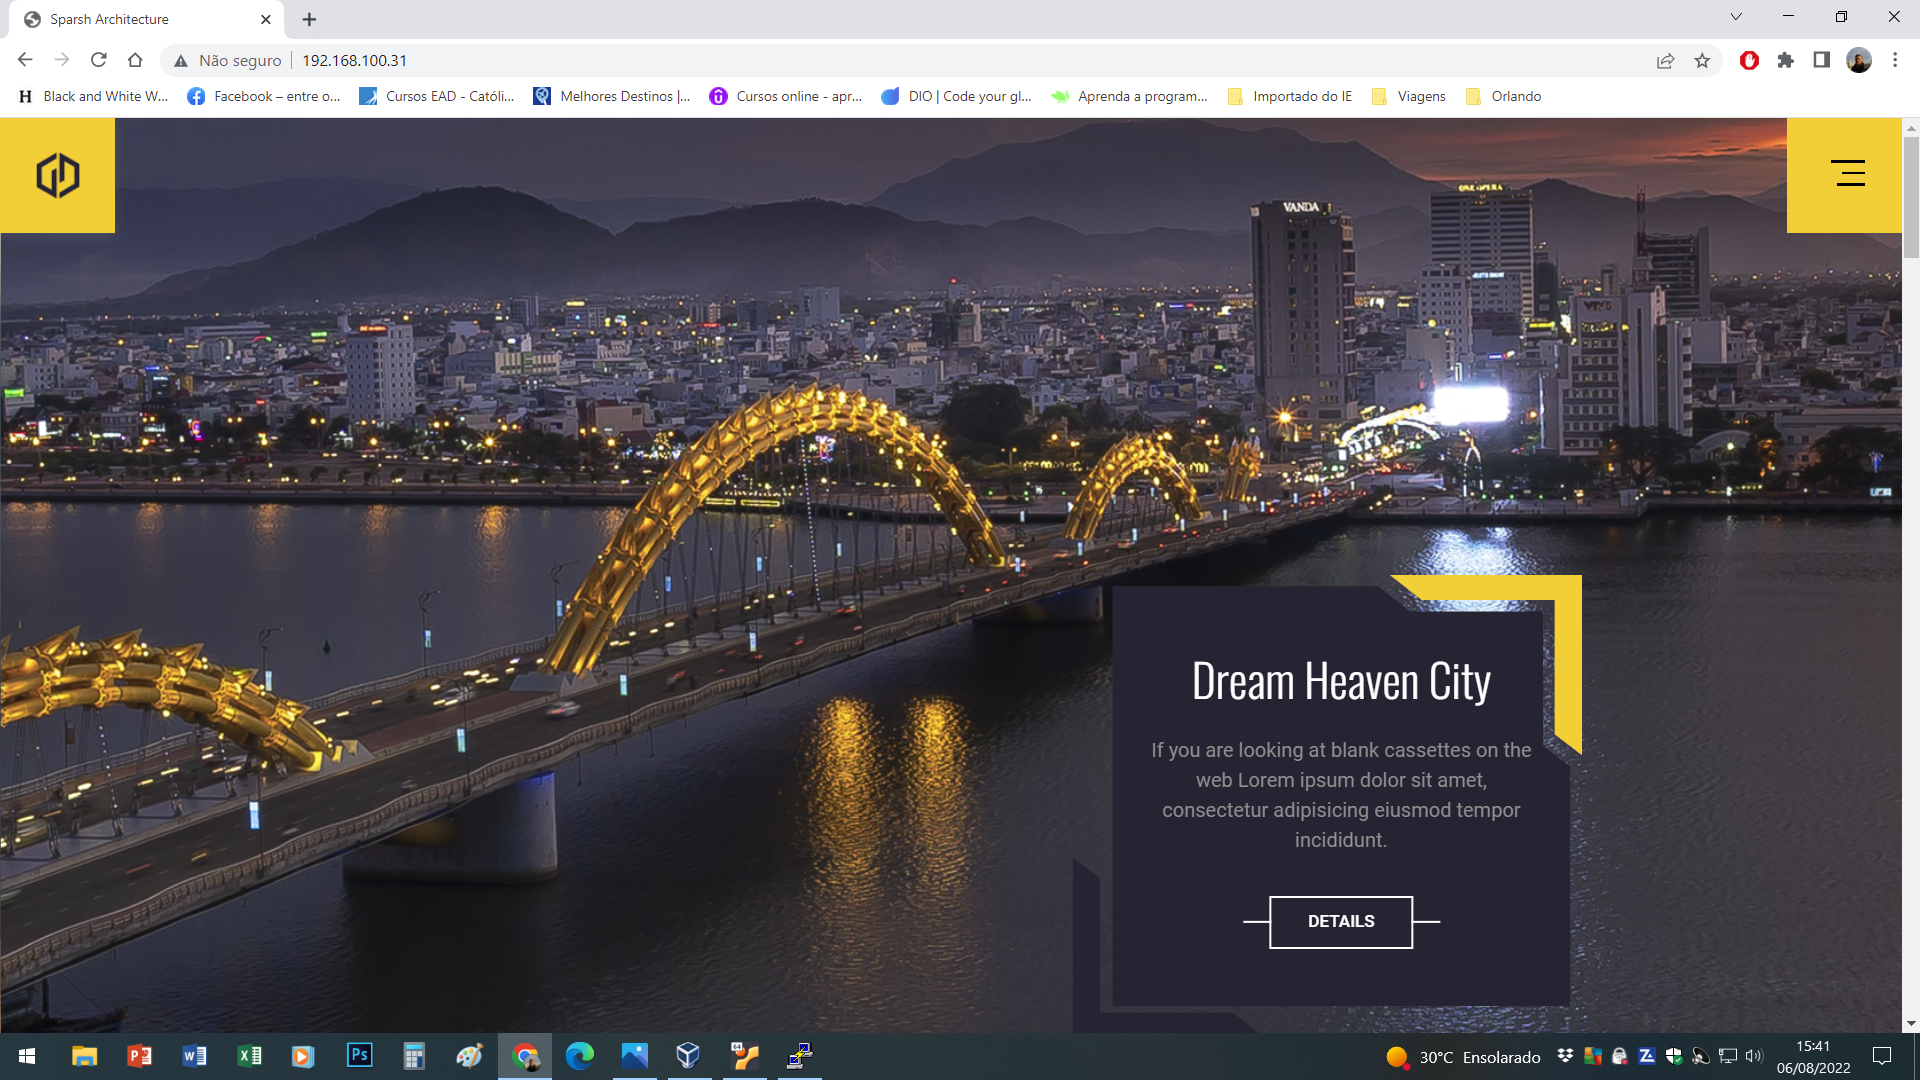 Sparsh Architecture
Não seguro 192.168.100.31
Black and White W... Facebook – entre o... Cursos EAD - Católi... Melhores Destinos |... Cursos online - apr... DIO | Code your gl... Aprenda a program... Importado do IE Viagens Orlando
ONE OPERA
VANDA
Dream Heaven City
If you are looking at blank cassettes on the
web Lorem ipsum dolor sit amet,
consectetur adipisicing eiusmod tempor
incididunt.
DETAILS
30°C Ensolarado
15:41
06/08/2022